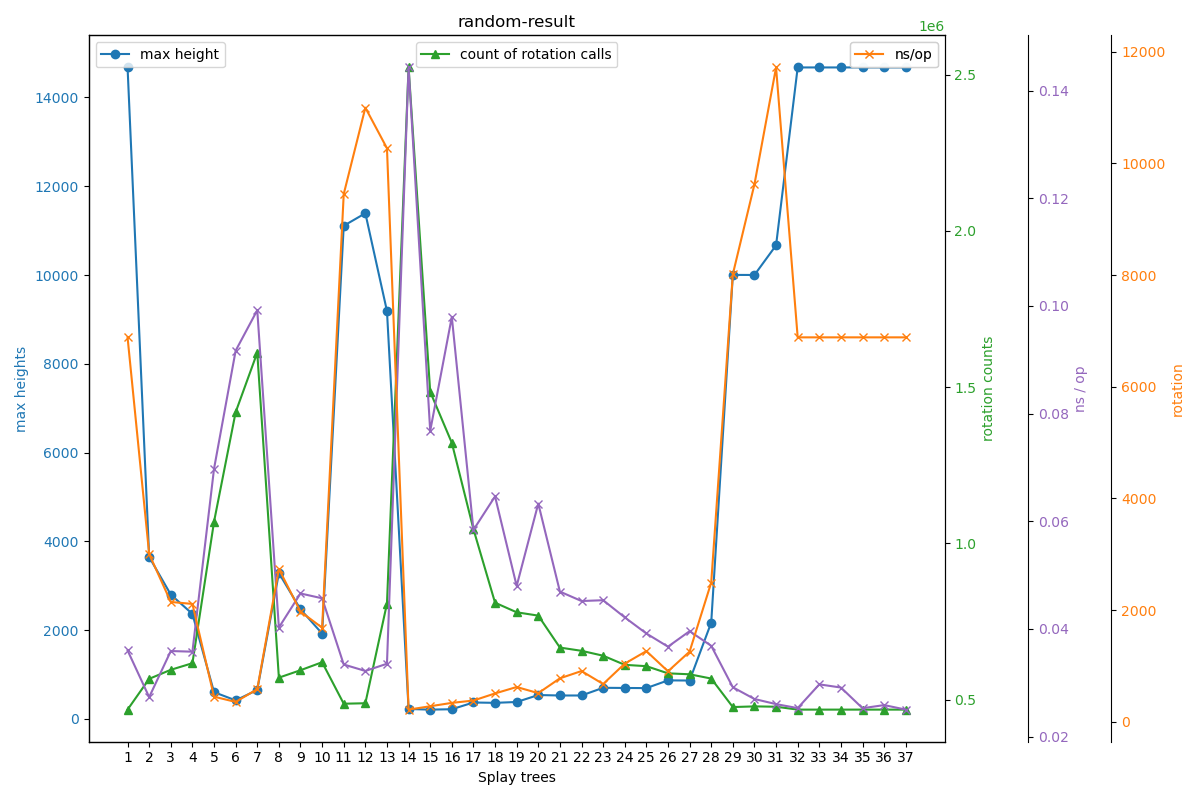 random-result
1e6
max height
count of rotation calls
ns/op
max heights
14000
12000
10000
8000
6000
4000
2000
0
2.5
2.0
1.5
1.0
0.5
rotation counts
0.14
0.12
0.10
0.08
0.06
0.04
0.02
ns / op
12000
10000
8000
6000
4000
2000
0
rotation
1 2 3 4 5 6 7 8 9 10 11 12 13 14 15 16 17 18 19 20 21 22 23 24 25 26 27 28 29 30 31 32 33 34 35 36 37
Splay trees